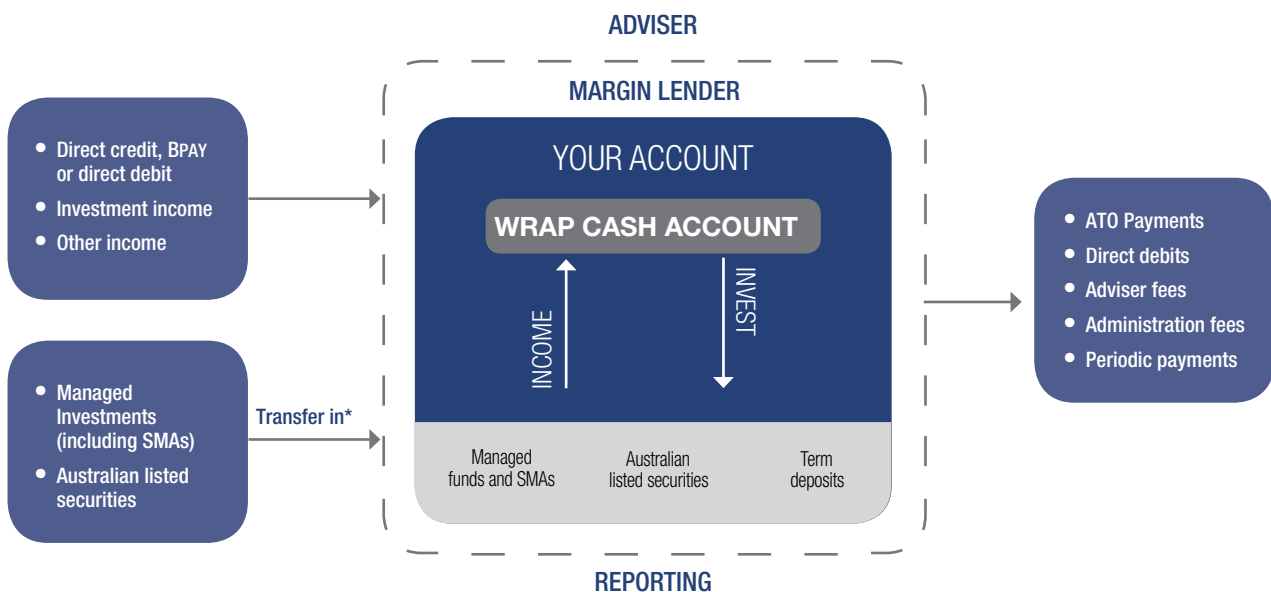 ADVISER
MARGIN LENDER
• Direct credit, BPAY
or direct debit
• Investment income
• Other income
• Managed
Investments
(including SMAs)
• Australian listed
securities
Transfer in*
YOUR ACCOUNT
WRAP CASH ACCOUNT
INCOME
INVEST
Managed
funds and SMAs
Australian
listed securities
Term
deposits
• ATO Payments
• Direct debits
• Adviser fees
• Administration fees
• Periodic payments
REPORTING